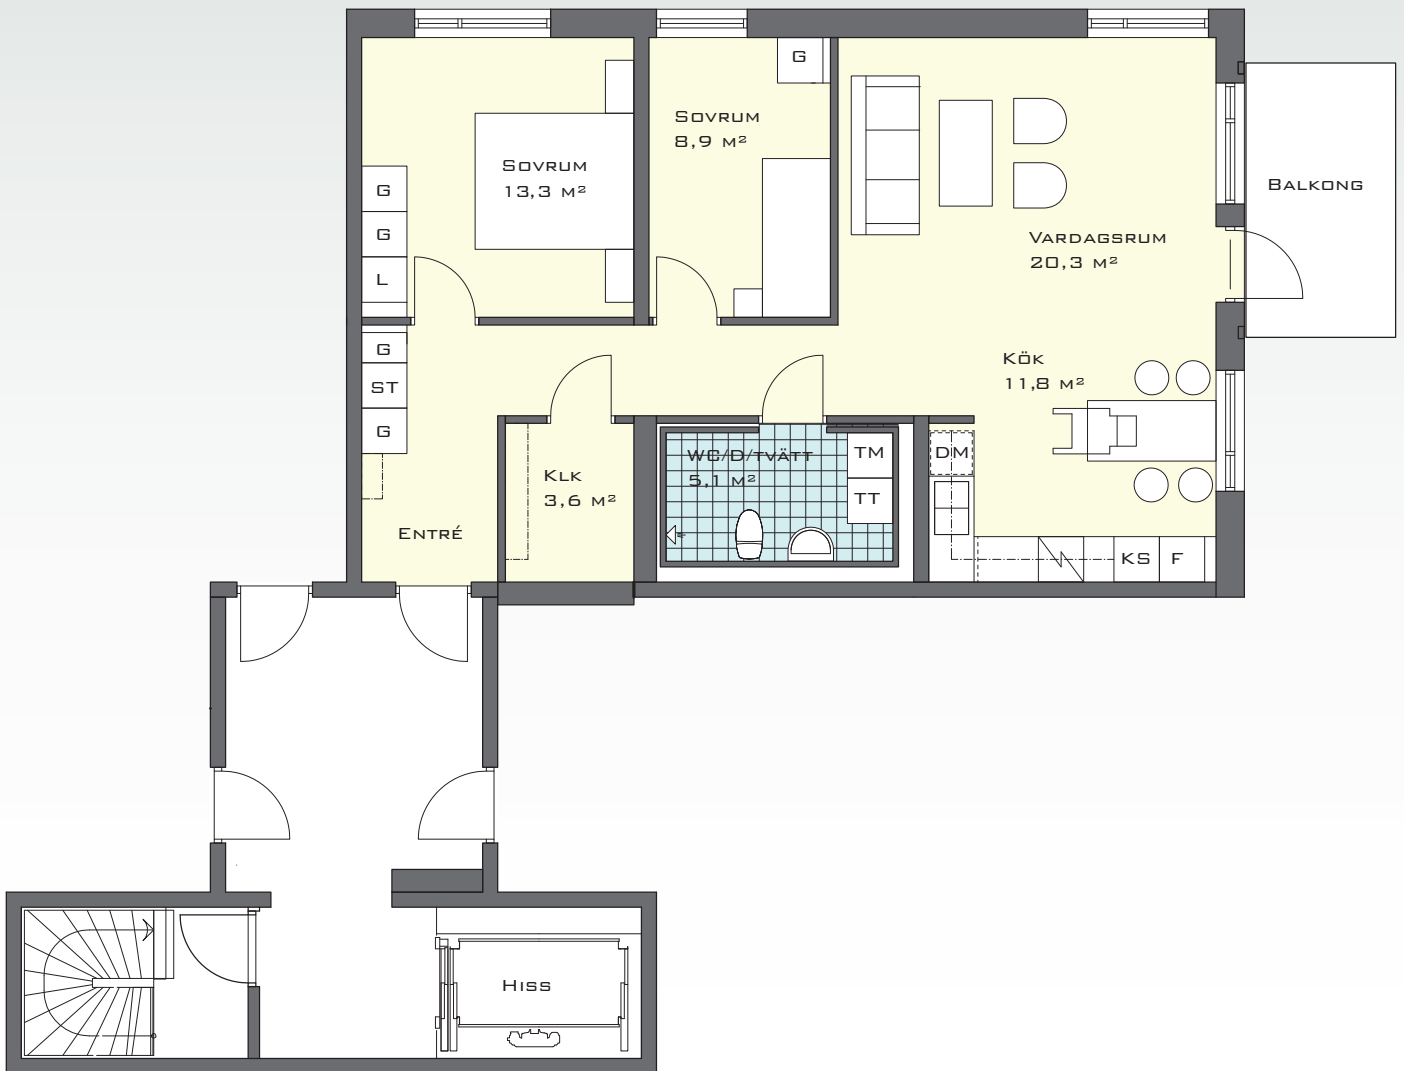 G
Sovrum
8,9 m²
Sovrum
13,3 m²
G
G
L
Balkong
Vardagsrum
20,3 m²
G
ST
G
Kök
11,8 m²
WC/D/tvätt
5,1 m²
TM
TT
DM
Klk
3,6 m²
Entré
KS
F
Hiss